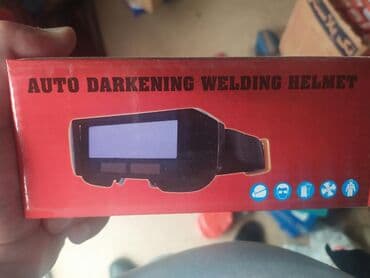 AUTO DARKENING WELDING HELMET